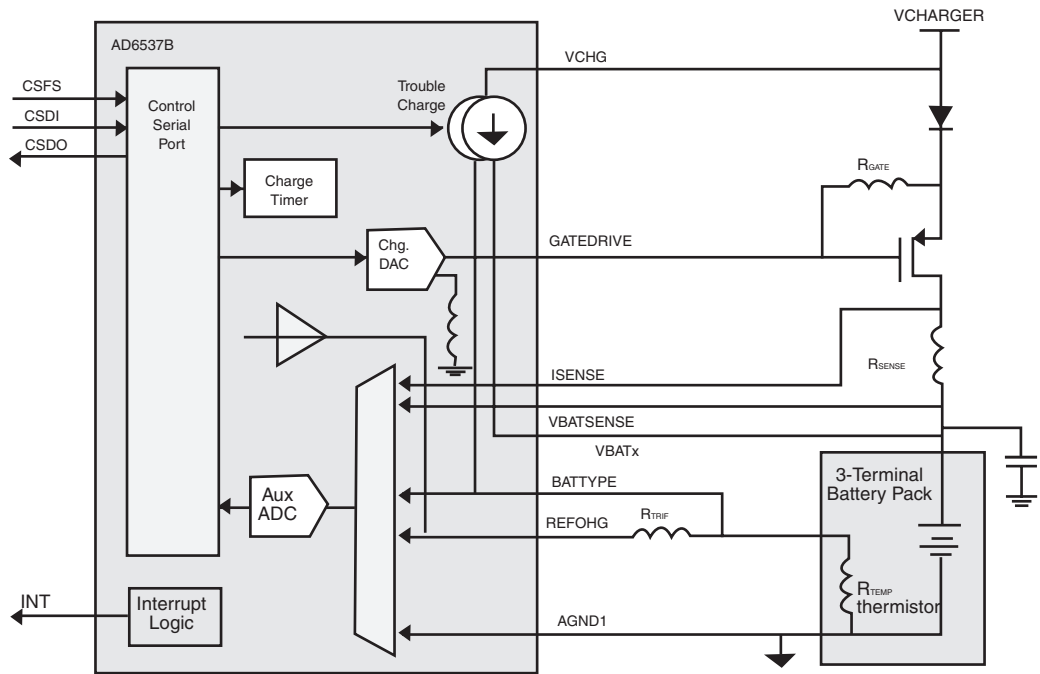 VCHARGER
AD6537B
VCHG
CSFS
CSDI
CSDO
Control
Serial
Port
Trouble
Charge
Charge
Timer
RGATE
GATEDRIVE
Chg.
DAC
ISENSE
RSENSE
VBATSENSE
VBATx
3-Terminal
Battery Pack
BATTYPE
Aux
ADC
REFOHG
RTRIF
RTEMP
thermistor
INT
Interrupt
Logic
AGND1